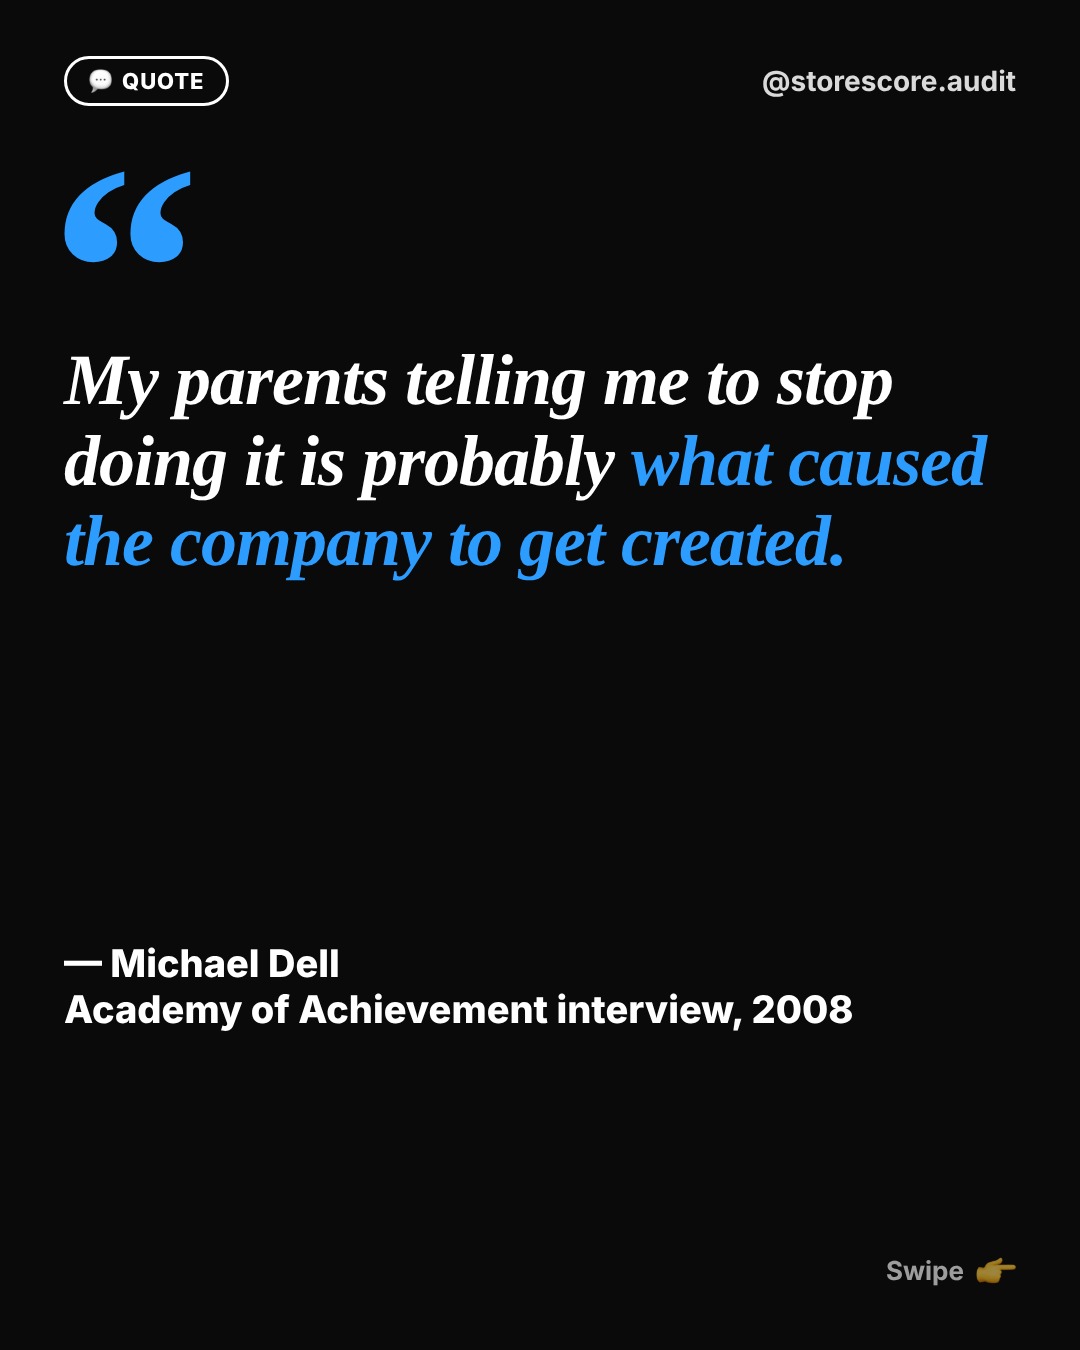 💬 QUOTE
@storescore.audit
“
My parents telling me to stop
doing it is probably what caused
the company to get created.
— Michael Dell
Academy of Achievement interview, 2008
Swipe 👉